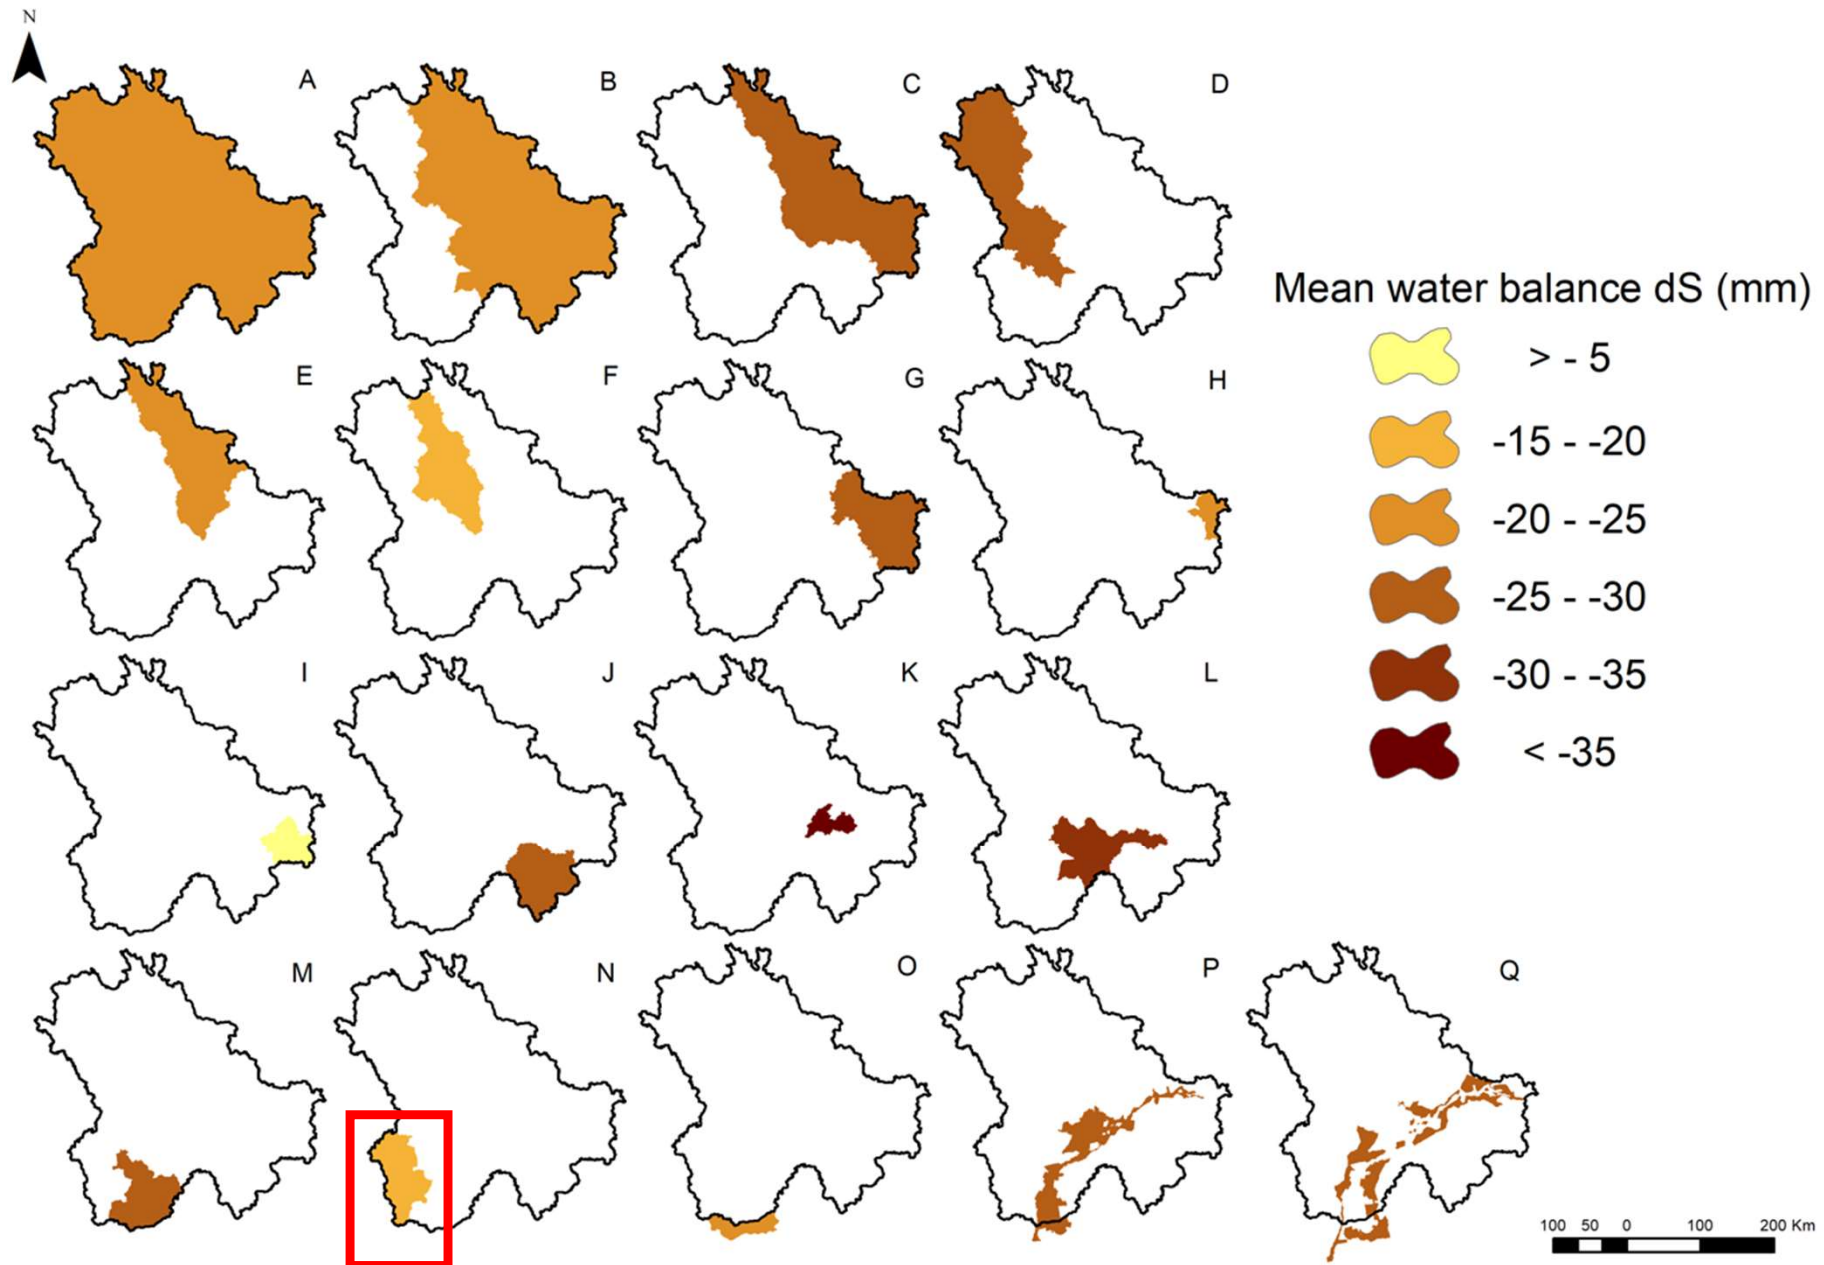 N
A B C D
Mean water balance dS (mm)
> - 5
-15 - -20
-20 - -25
-25 - -30
-30 - -35
< -35
E F G H
I J K L
M N O P Q
100 50 0 100 200 Km